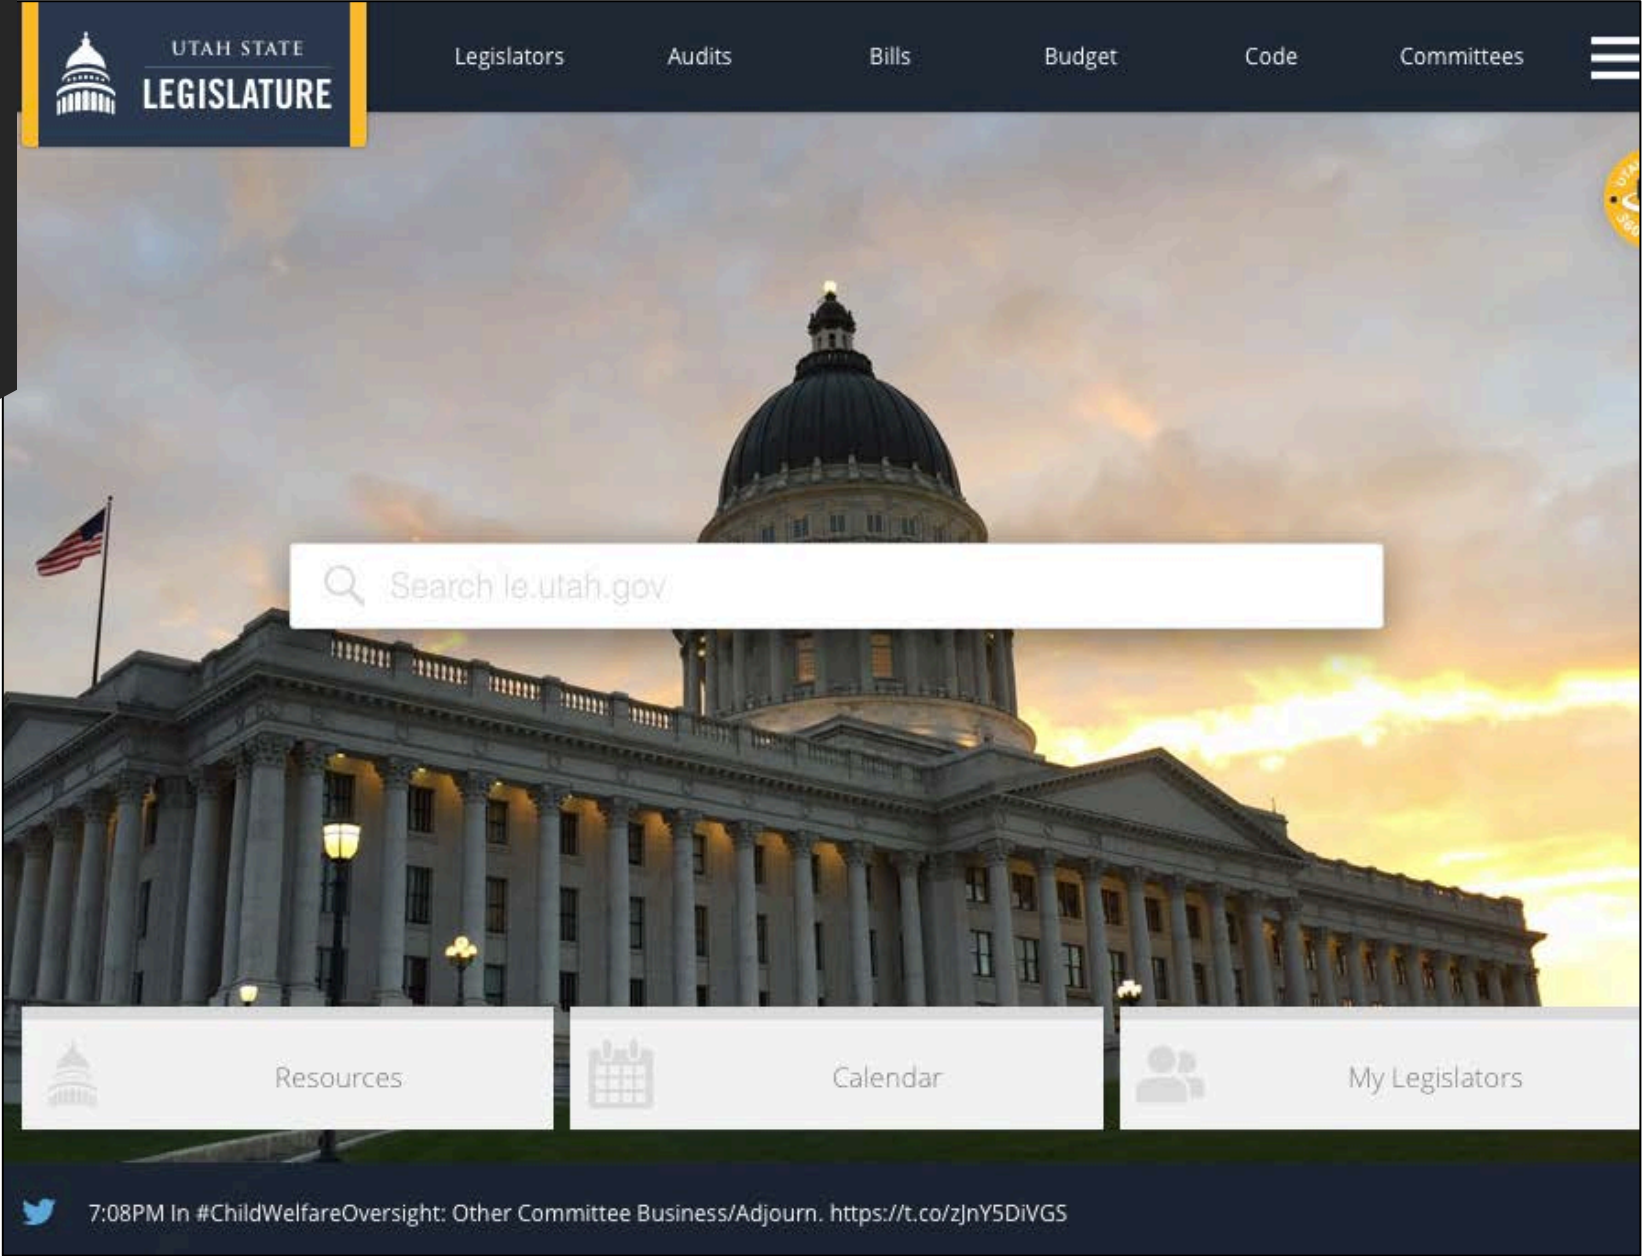 UTAH STATE
LEGISLATURE
Legislators Audits Bills Budget Code Committees
Search le.utah.gov
Resources Calendar My Legislators
7:08PM In #ChildWelfareOversight: Other Committee Business/Adjourn. https://t.co/zJnY5DiVGS